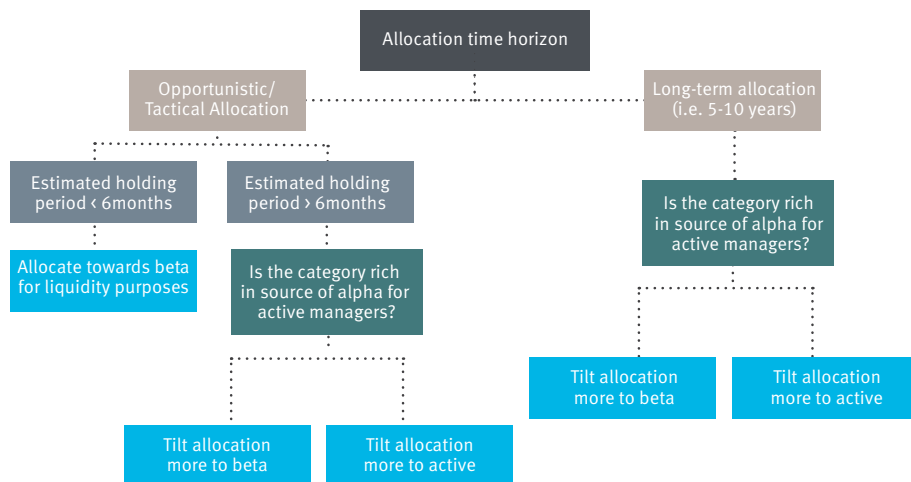 Allocation time horizon
Opportunistic/
Tactical Allocation
Long-term allocation
(i.e. 5-10 years)
Estimated holding
period < 6months
Estimated holding
period > 6months
Is the category rich
in source of alpha for
active managers?
Allocate towards beta
for liquidity purposes
Is the category rich
in source of alpha for
active managers?
Tilt allocation
more to beta
Tilt allocation
more to active
Tilt allocation
more to beta
Tilt allocation
more to active